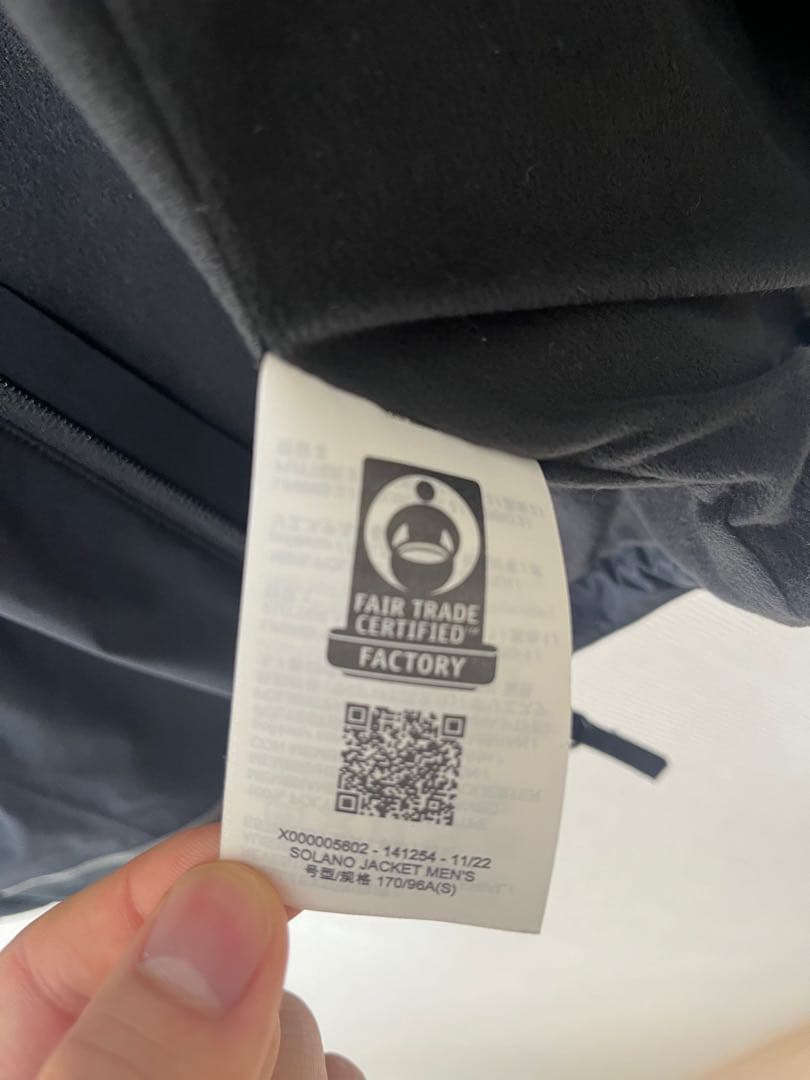 FAIR TRADE
CERTIFIED
FACTORY
X000005602 - 141254 - 11/22
SOLANO JACKET MEN'S
号型/规格 170/96A(S)